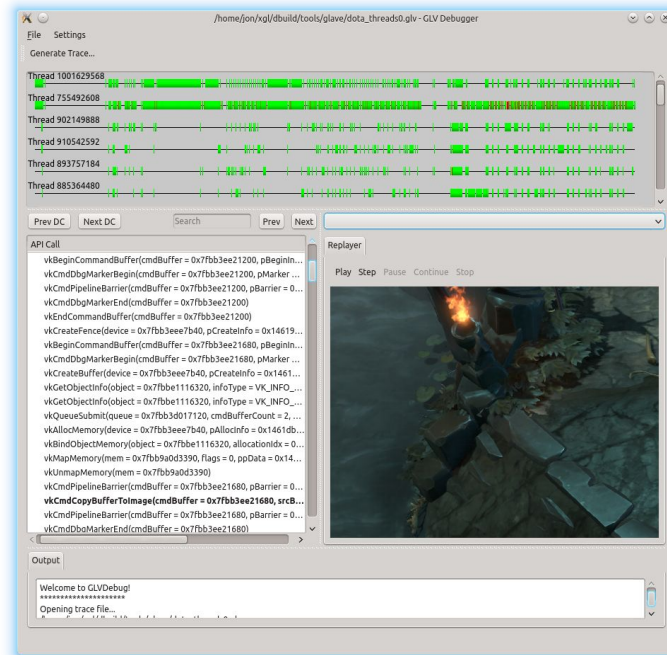 /home/jon/xgl/dbuild/tools/glave/dota_threads0.glv - GLV Debugger
File Settings
Generate Trace...
Thread 1001629568
Thread 755492608
Thread 902149888
Thread 910542592
Thread 893757184
Thread 885364480
Prev DC Next DC Search Prev Next
API Call
Replayer
vkBeginCommandBuffer(cmdBuffer = 0x7fbb3ee21200, pBeginIn...
vkCmdDbgMarkerBegin(cmdBuffer = 0x7fbb3ee21200, pMarker ...
vkCmdPipelineBarrier(cmdBuffer = 0x7fbb3ee21200, pBarrier = 0...
vkCmdDbgMarkerEnd(cmdBuffer = 0x7fbb3ee21200)
vkEndCommandBuffer(cmdBuffer = 0x7fbb3ee21200)
vkCreateFence(device = 0x7fbb3eee7b40, pCreateInfo = 0x14619...
vkBeginCommandBuffer(cmdBuffer = 0x7fbb3ee21680, pBeginIn...
vkCmdDbgMarkerBegin(cmdBuffer = 0x7fbb3ee21680, pMarker ...
vkCreateBuffer(device = 0x7fbb3eee7b40, pCreateInfo = 0x1461...
vkGetObjectInfo(object = 0x7fbbe1116320, infoType = VK_INFO_...
vkGetObjectInfo(object = 0x7fbbe1116320, infoType = VK_INFO_...
vkQueueSubmit(queue = 0x7fbb3d017120, cmdBufferCount = 2, ...
vkAllocMemory(device = 0x7fbb3eee7b40, pAllocInfo = 0x1461db...
vkBindObjectMemory(object = 0x7fbbe1116320, allocationIdx = 0...
vkMapMemory(mem = 0x7fbb9a0d3390, flags = 0, ppData = 0x14...
vkUnmapMemory(mem = 0x7fbb9a0d3390)
vkCmdPipelineBarrier(cmdBuffer = 0x7fbb3ee21680, pBarrier = 0...
vkCmdCopyBufferToImage(cmdBuffer = 0x7fbb3ee21680, srcB...
vkCmdPipelineBarrier(cmdBuffer = 0x7fbb3ee21680, pBarrier = 0...
vkCmdDbgMarkerEnd(cmdBuffer = 0x7fbb3ee21680)
Play Step Pause Continue Stop
Output
Welcome to GLVDebug!
*********************
Opening trace file...